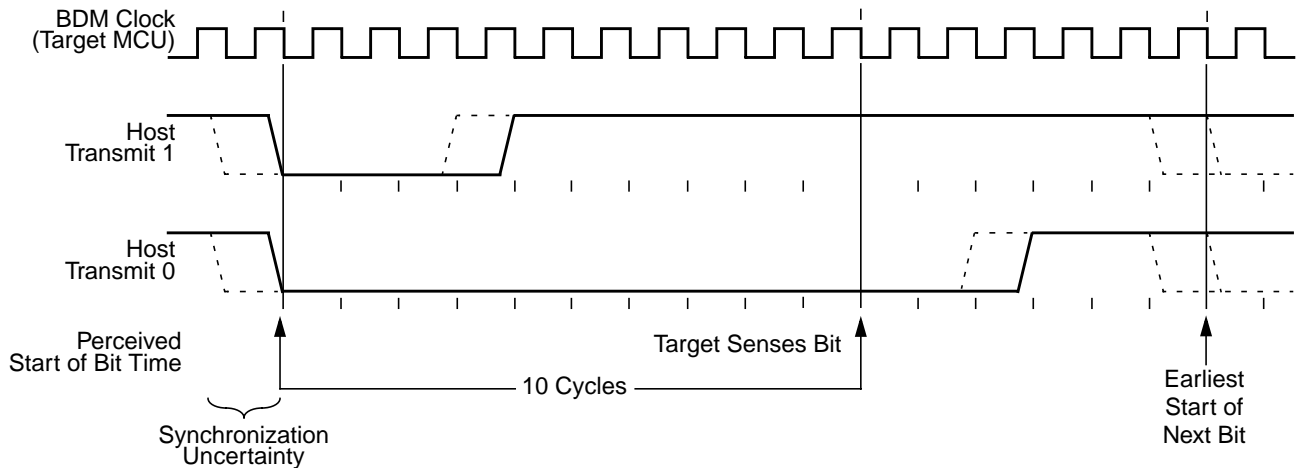 BDM Clock
(Target MCU)
Host
Transmit 1
Host
Transmit 0
Perceived
Start of Bit Time
Target Senses Bit
10 Cycles
Earliest
Start of
Next Bit
Synchronization
Uncertainty